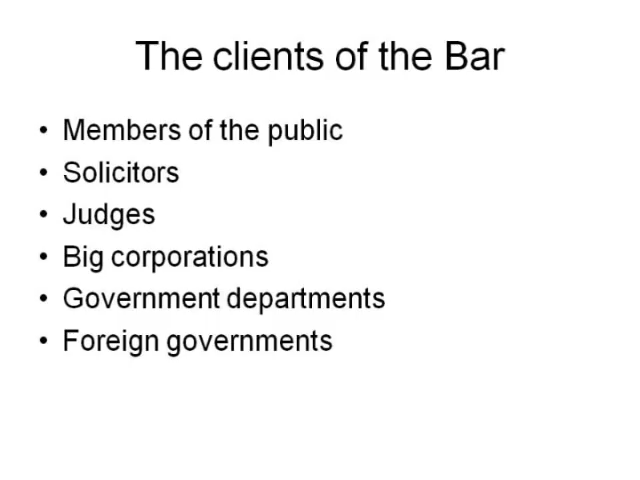 The clients of the Bar
• Members of the public
• Solicitors
• Judges
• Big corporations
• Government departments
• Foreign governments